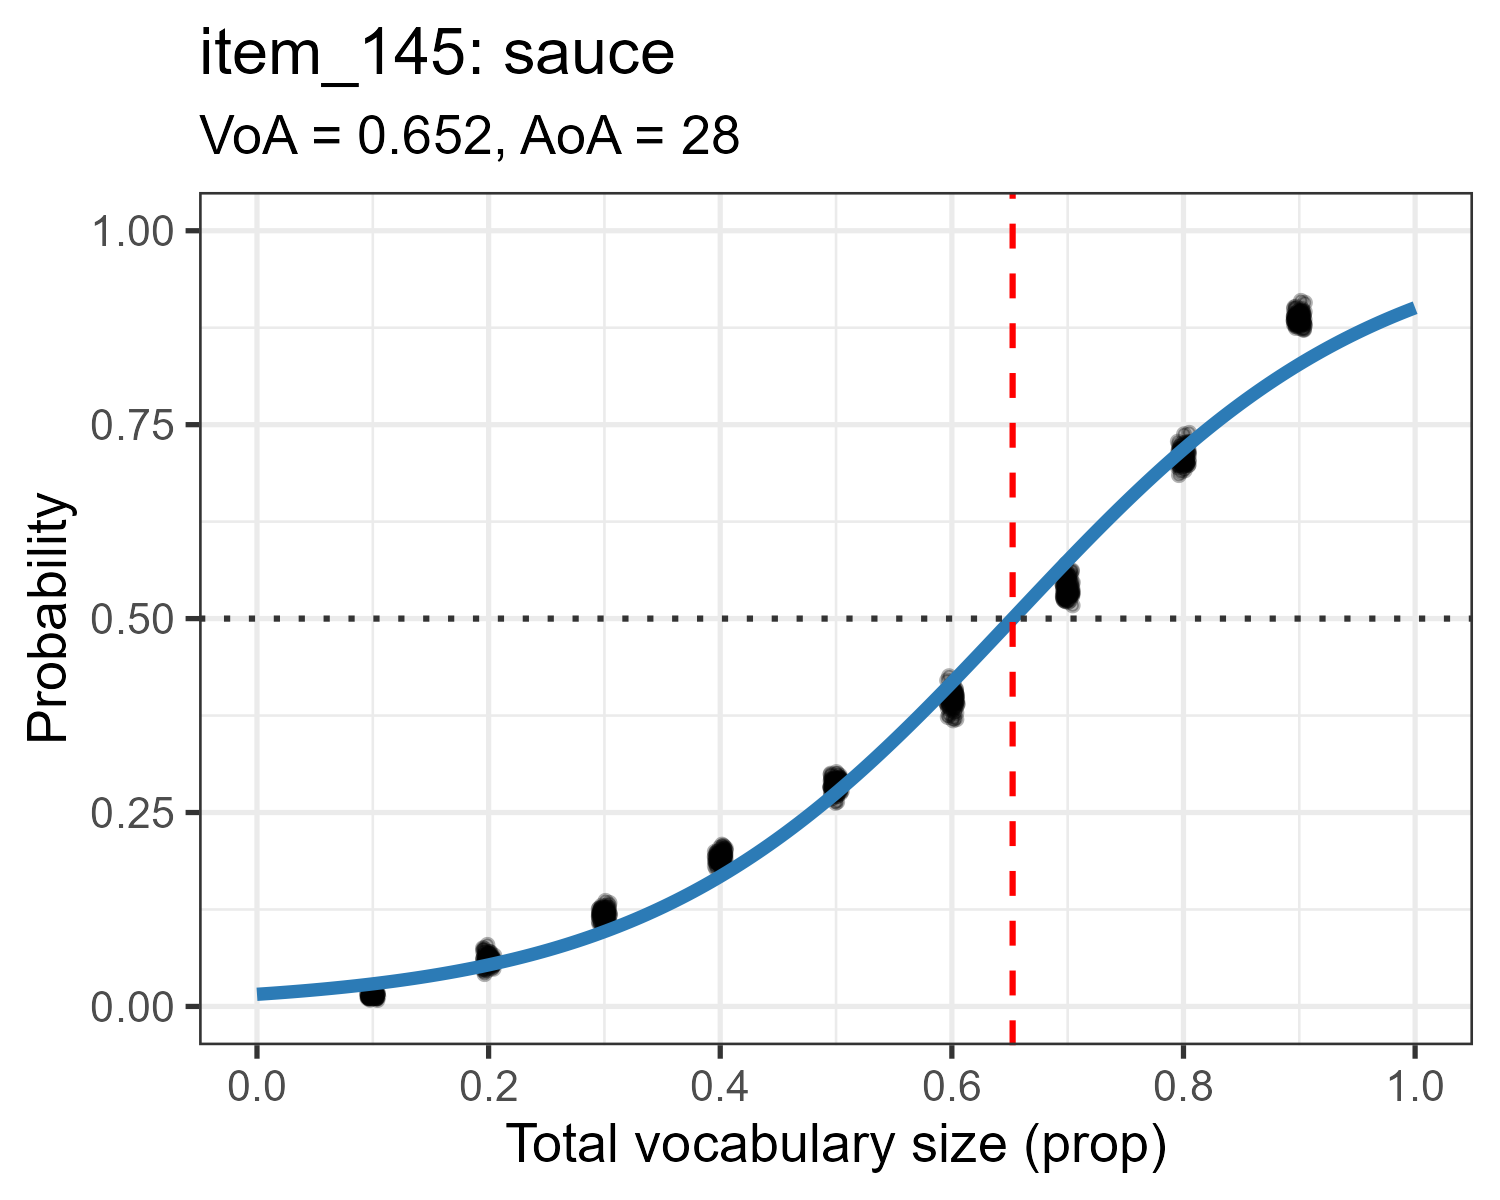 item_145: sauce
VoA = 0.652, AoA = 28
1.00
0.75
0.50
0.25
0.00
Probability
0.0 0.2 0.4 0.6 0.8 1.0
Total vocabulary size (prop)